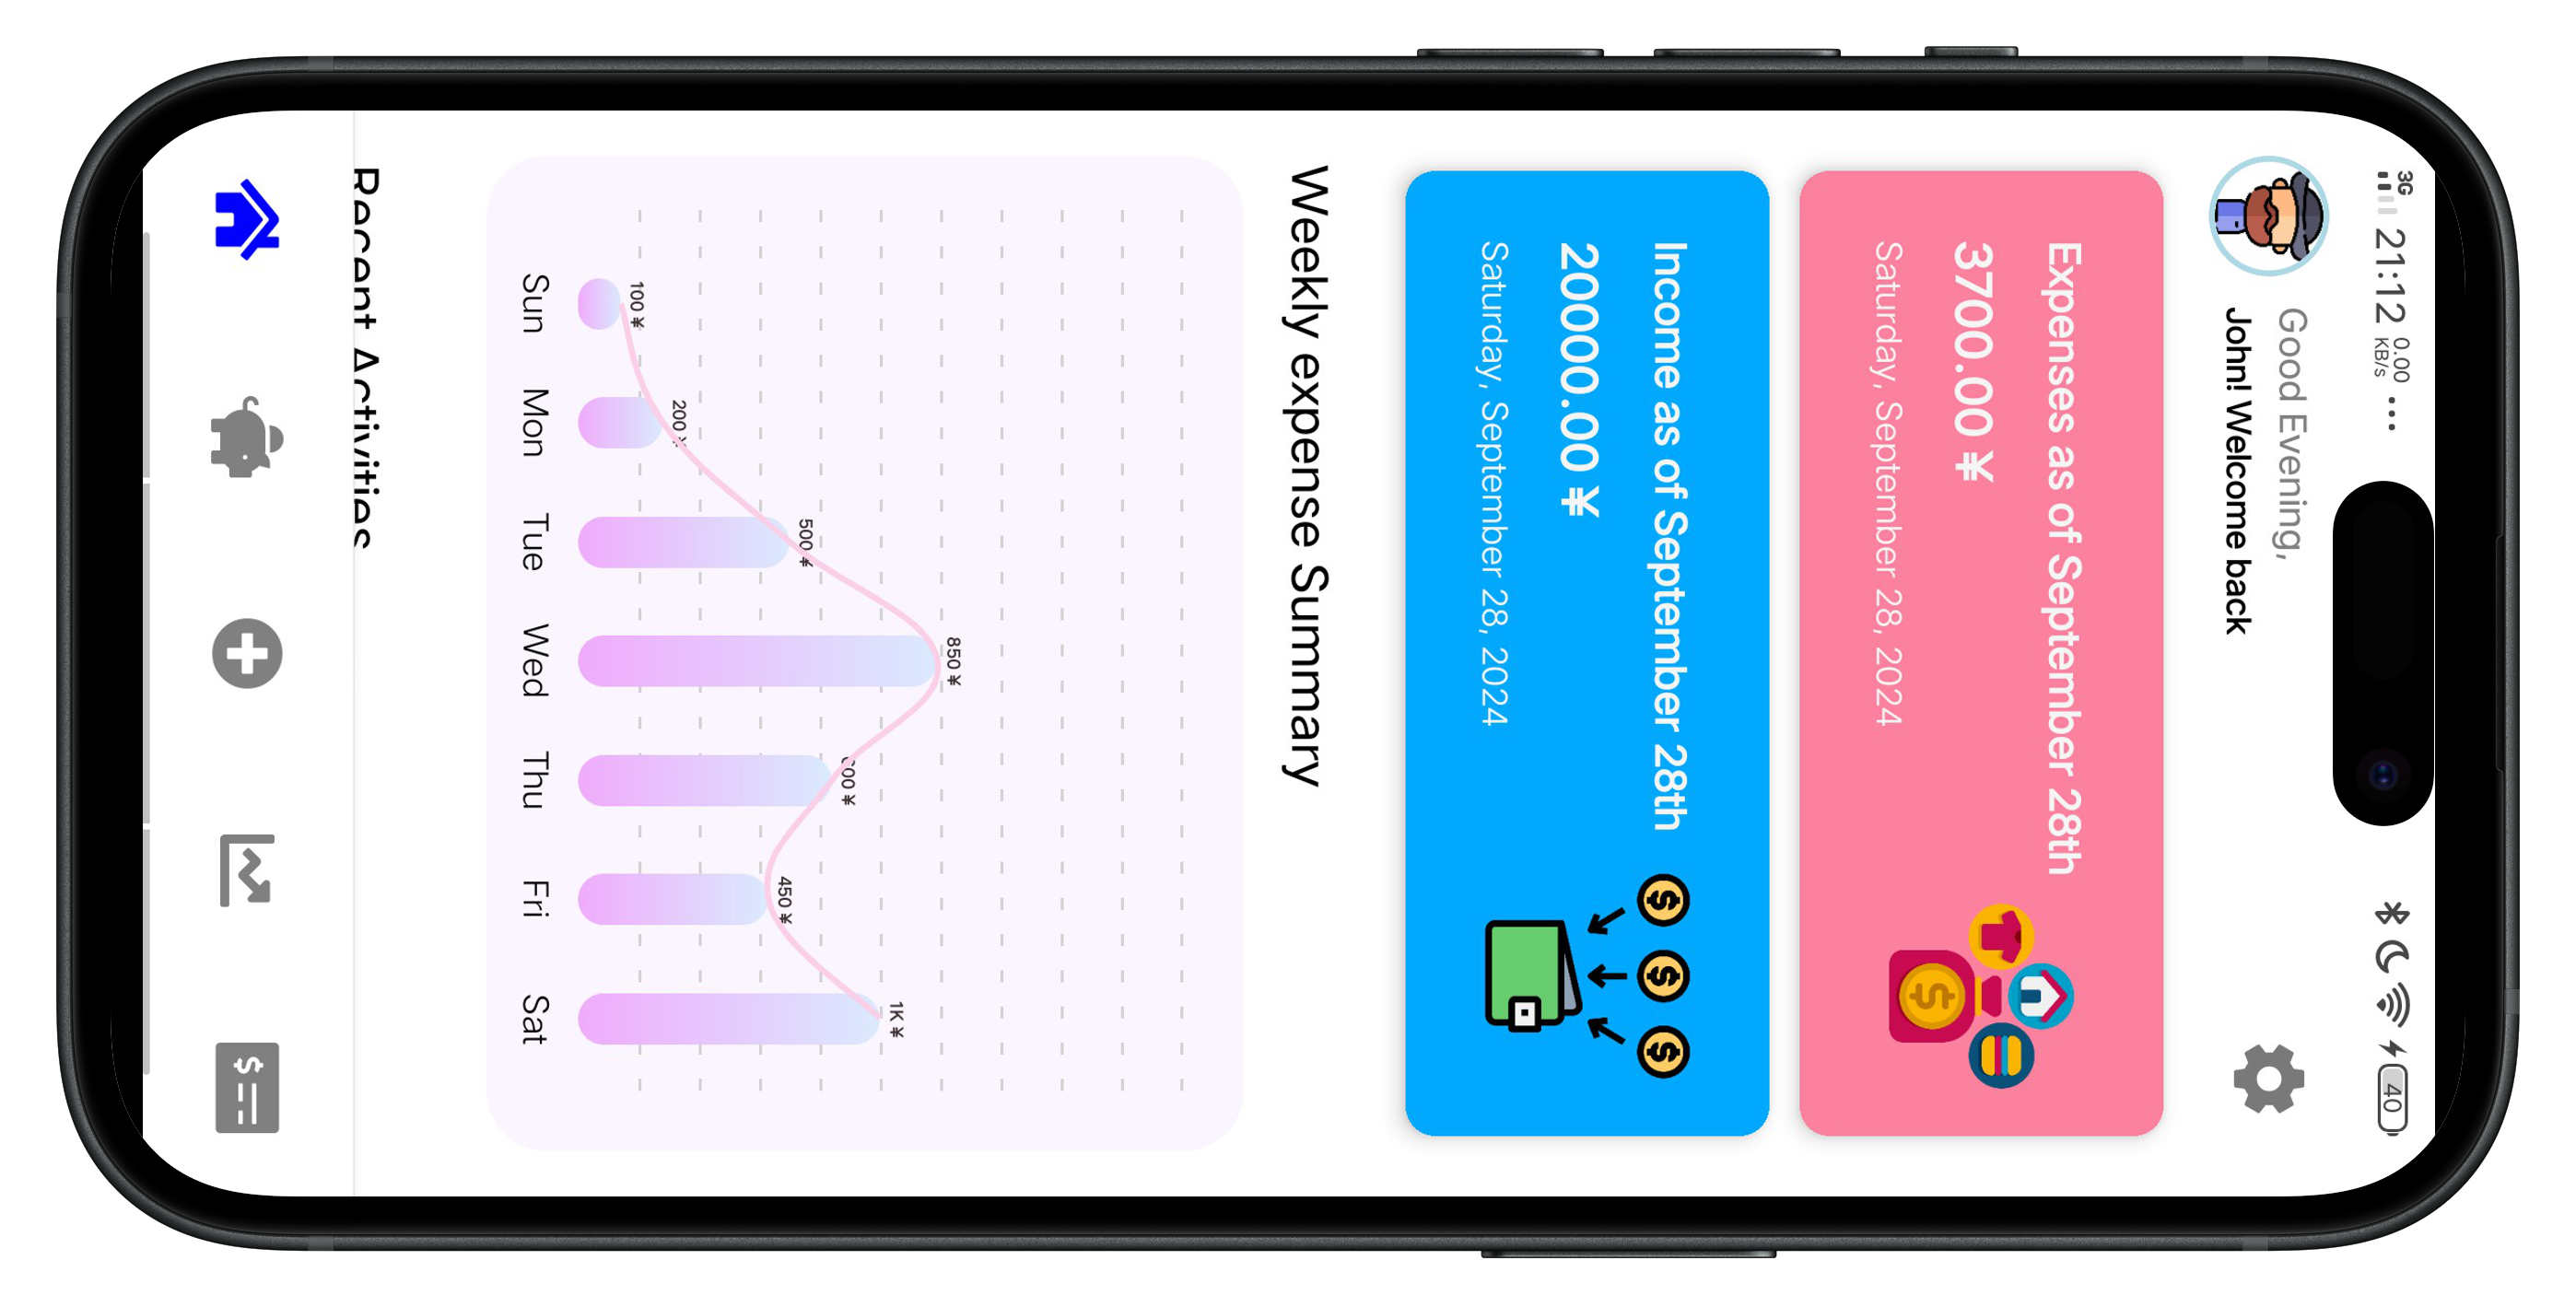 3G 21:12 0.00 KB/s ... 40
Good Evening,
John! Welcome back
Expenses as of September 28th
3700.00 ¥
Saturday, September 28, 2024
Income as of September 28th
20000.00 ¥
Saturday, September 28, 2024
Weekly expense Summary
100 ¥
200 ¥
500 ¥
850 ¥
450 ¥
1K ¥
Sun Mon Tue Wed Thu Fri Sat
Recent Activities